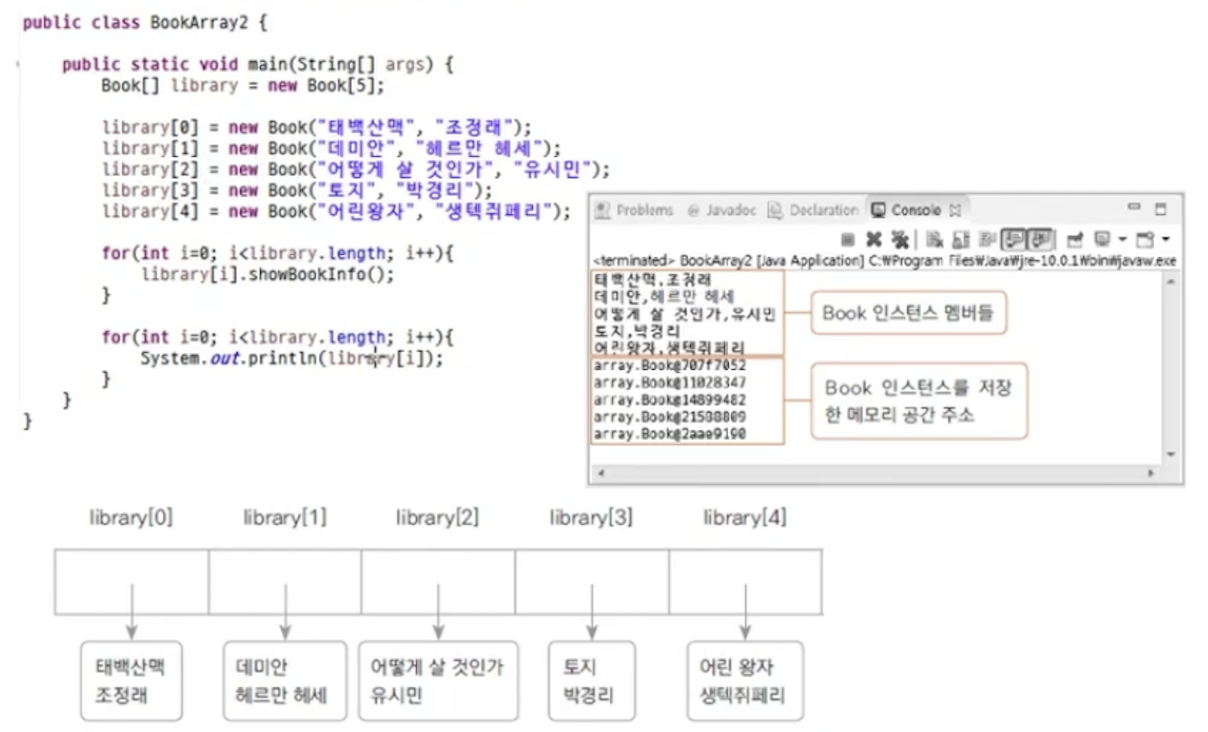 public class BookArray2 {
public static void main(String[] args) {
Book[] library = new Book[5];
library[0] = new Book("태백산맥", "조정래");
library[1] = new Book("데미안", "헤르만 헤세");
library[2] = new Book("어떻게 살 것인가", "유시민");
library[3] = new Book("토지", "박경리");
library[4] = new Book("어린왕자", "생텍쥐페리");
for(int i=0; i<library.length; i++){
library[i].showBookInfo();
}
for(int i=0; i<library.length; i++){
System.out.println(library[i]);
}
}
}
Problems @ Javadoc Declaration Console
<terminated> BookArray2 [Java Application] C:₩Program Files₩Java₩jre-10.0.1₩bin₩javaw.exe
태백산맥,조정래
데미안,헤르만 헤세
어떻게 살 것인가,유시민
토지,박경리
어린왕자,생텍쥐페리
array.Book@707f7052
array.Book@11028347
array.Book@14899482
array.Book@21588809
array.Book@2aae9190
Book 인스턴스 멤버들
Book 인스턴스를 저장
한 메모리 공간 주소
library[0] library[1] library[2] library[3] library[4]
태백산맥
조정래
데미안
헤르만 헤세
어떻게 살 것인가
유시민
토지
박경리
어린 왕자
생텍쥐페리